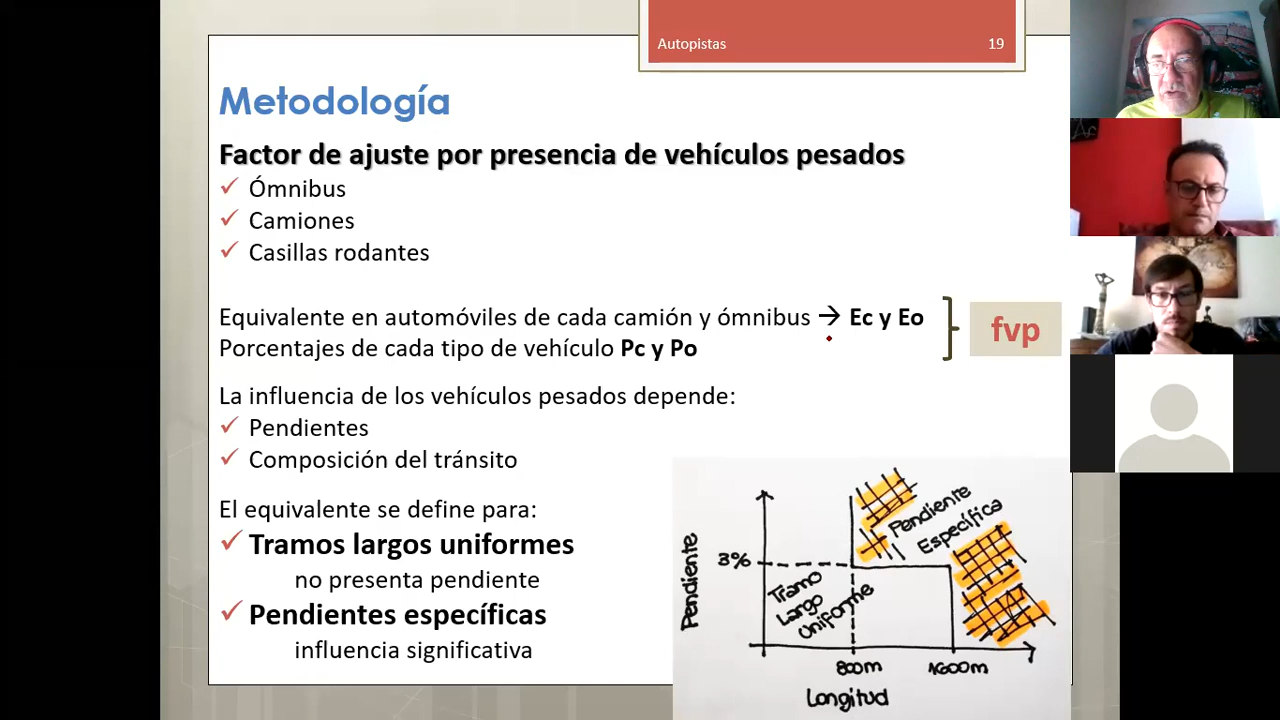 Autopistas 19
Metodología
Factor de ajuste por presencia de vehículos pesados
Ómnibus
Camiones
Casillas rodantes
Equivalente en automóviles de cada camión y ómnibus → Ec y Eo
Porcentajes de cada tipo de vehículo Pc y Po
fvp
La influencia de los vehículos pesados depende:
Pendientes
Composición del tránsito
El equivalente se define para:
Tramos largos uniformes
no presenta pendiente
Pendientes específicas
influencia significativa
Pendiente
3%
Pendiente
Específica
Tramo
Largo
Uniforme
800m
1600m
Longitud